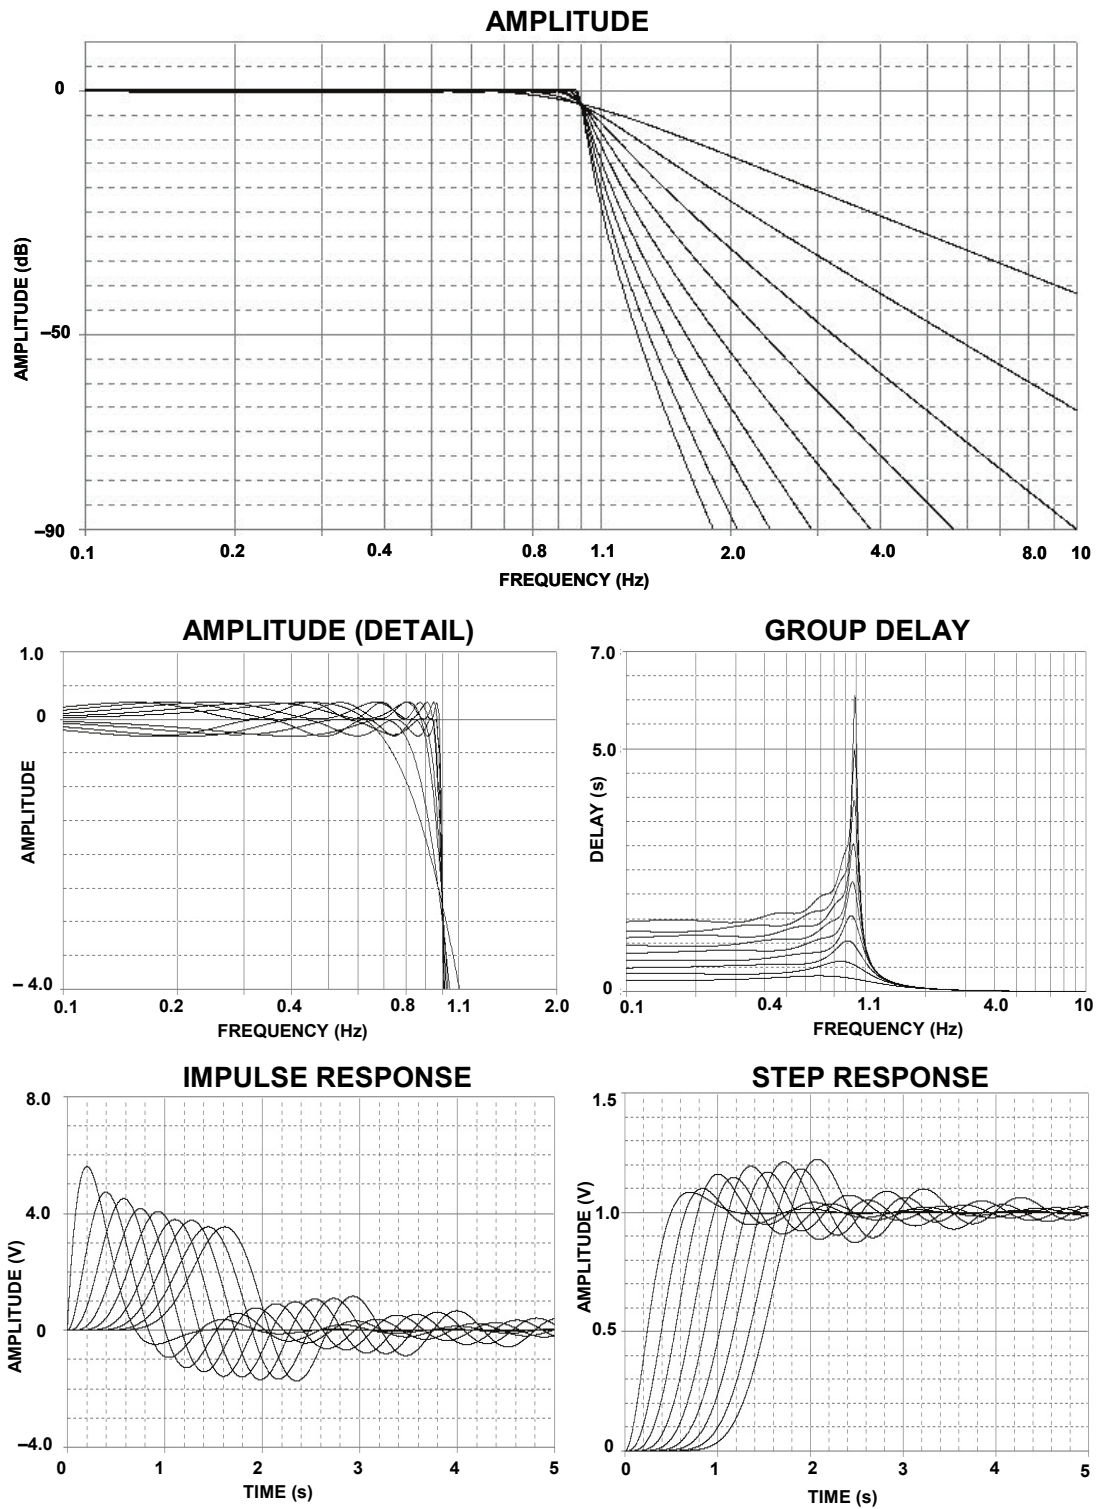 AMPLITUDE
0
–50
–90
AMPLITUDE (dB)
0.1 0.2 0.4 0.8 1.1 2.0 4.0 8.0 10
FREQUENCY (Hz)
AMPLITUDE (DETAIL)
1.0
0
– 4.0
AMPLITUDE
0.1 0.2 0.4 0.8 1.1 2.0
FREQUENCY (Hz)
GROUP DELAY
7.0
5.0
0
DELAY (s)
0.1 0.4 1.1 4.0 10
FREQUENCY (Hz)
IMPULSE RESPONSE
8.0
4.0
0
–4.0
AMPLITUDE (V)
0 1 2 3 4 5
TIME (s)
STEP RESPONSE
1.5
1.0
0.5
0
AMPLITUDE (V)
0 1 2 3 4 5
TIME (s)